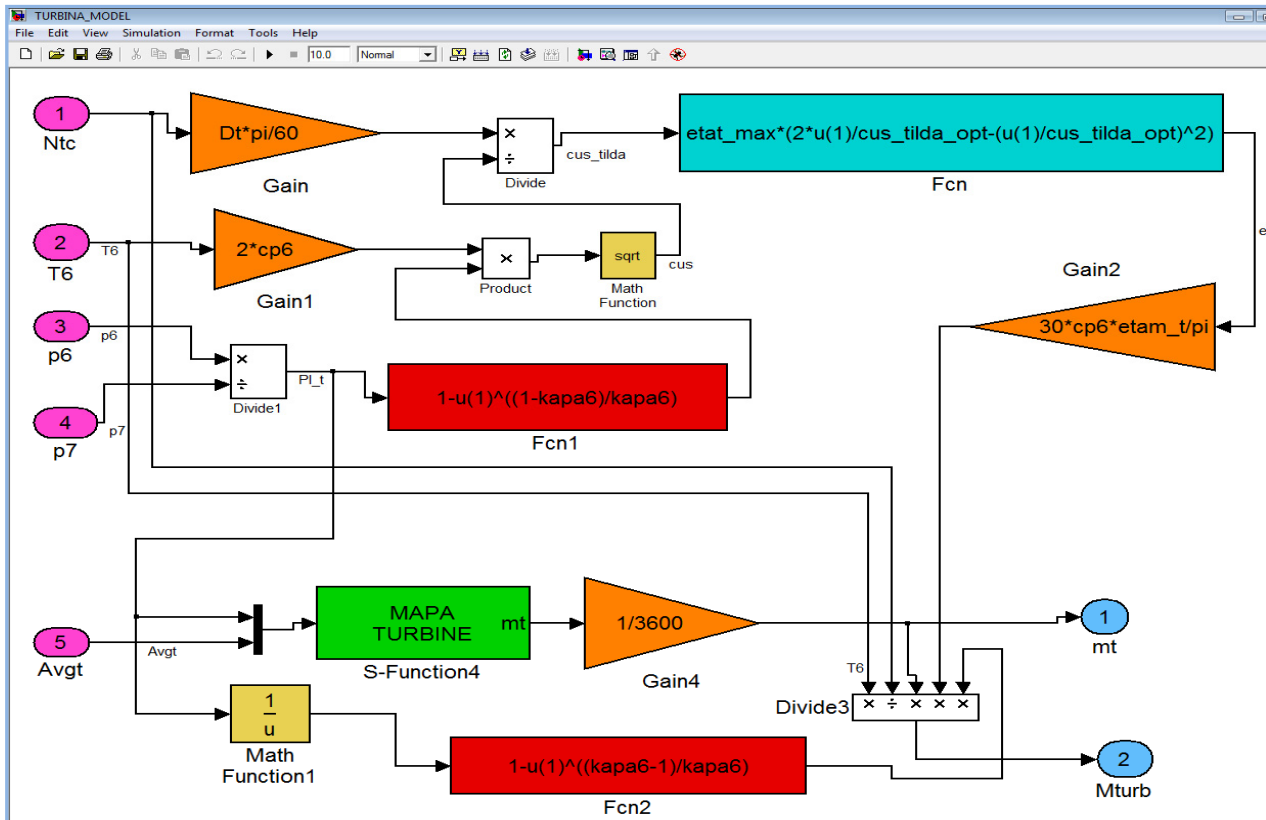 TURBINA_MODEL
File Edit View Simulation Format Tools Help
10.0 Normal
1
Ntc
Dt*pi/60
Gain
×
÷
Divide
cus_tilda
etat_max*(2*u(1)/cus_tilda_opt-(u(1)/cus_tilda_opt)^2)
Fcn
e
2
T6
T6
2*cp6
Gain1
×
Product
sqrt
Math
Function
cus
Gain2
30*cp6*etam_t/pi
3
p6
p6
4
p7
p7
×
÷
Divide1
PI_t
1-u(1)^((1-kapa6)/kapa6)
Fcn1
5
Avgt
Avgt
MAPA
TURBINE
mt
S-Function4
1/3600
Gain4
1
mt
T6
Divide3
× ÷ × × ×
1
u
Math
Function1
1-u(1)^((kapa6-1)/kapa6)
Fcn2
2
Mturb